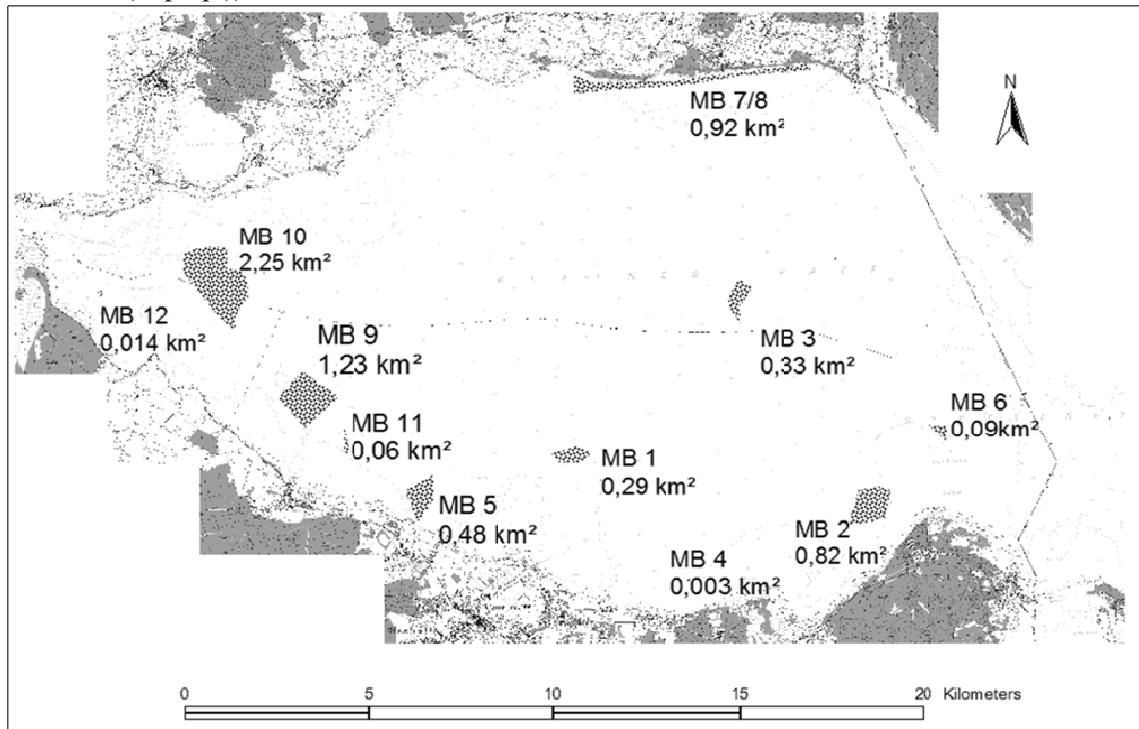 N
MB 7/8
0,92 km²
MB 10
2,25 km²
MB 12
0,014 km²
MB 9
1,23 km²
MB 3
0,33 km²
MB 11
0,06 km²
MB 6
0,09km²
MB 1
0,29 km²
MB 5
0,48 km²
MB 2
0,82 km²
MB 4
0,003 km²
0 5 10 15 20 Kilometers